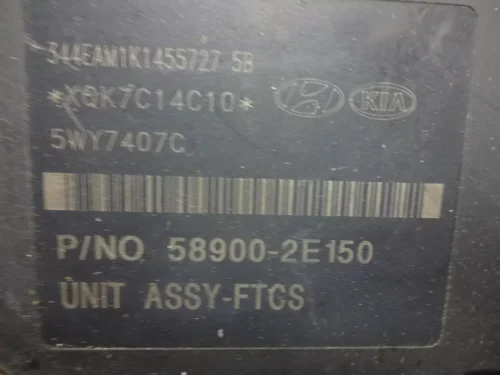 344EAM1K1455727 5B
*XQK7C14C10* KIA
5WY7407C
P/NO 58900-2E150
UNIT ASSY-FTCS